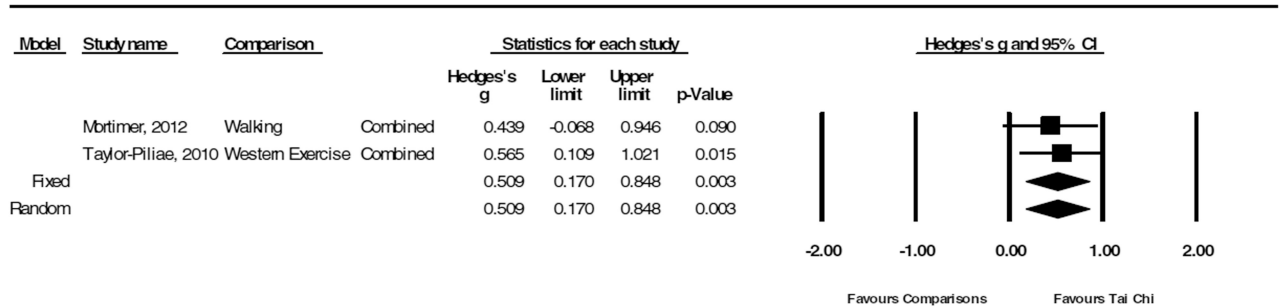 Model Study name Comparison Statistics for each study Hedges's g and 95% CI
Hedges's Lower Upper
g limit limit p-Value
Mortimer, 2012 Walking Combined 0.439 -0.068 0.946 0.090
Taylor-Piliae, 2010 Western Exercise Combined 0.565 0.109 1.021 0.015
Fixed 0.509 0.170 0.848 0.003
Random 0.509 0.170 0.848 0.003
-2.00 -1.00 0.00 1.00 2.00
Favours Comparisons Favours Tai Chi